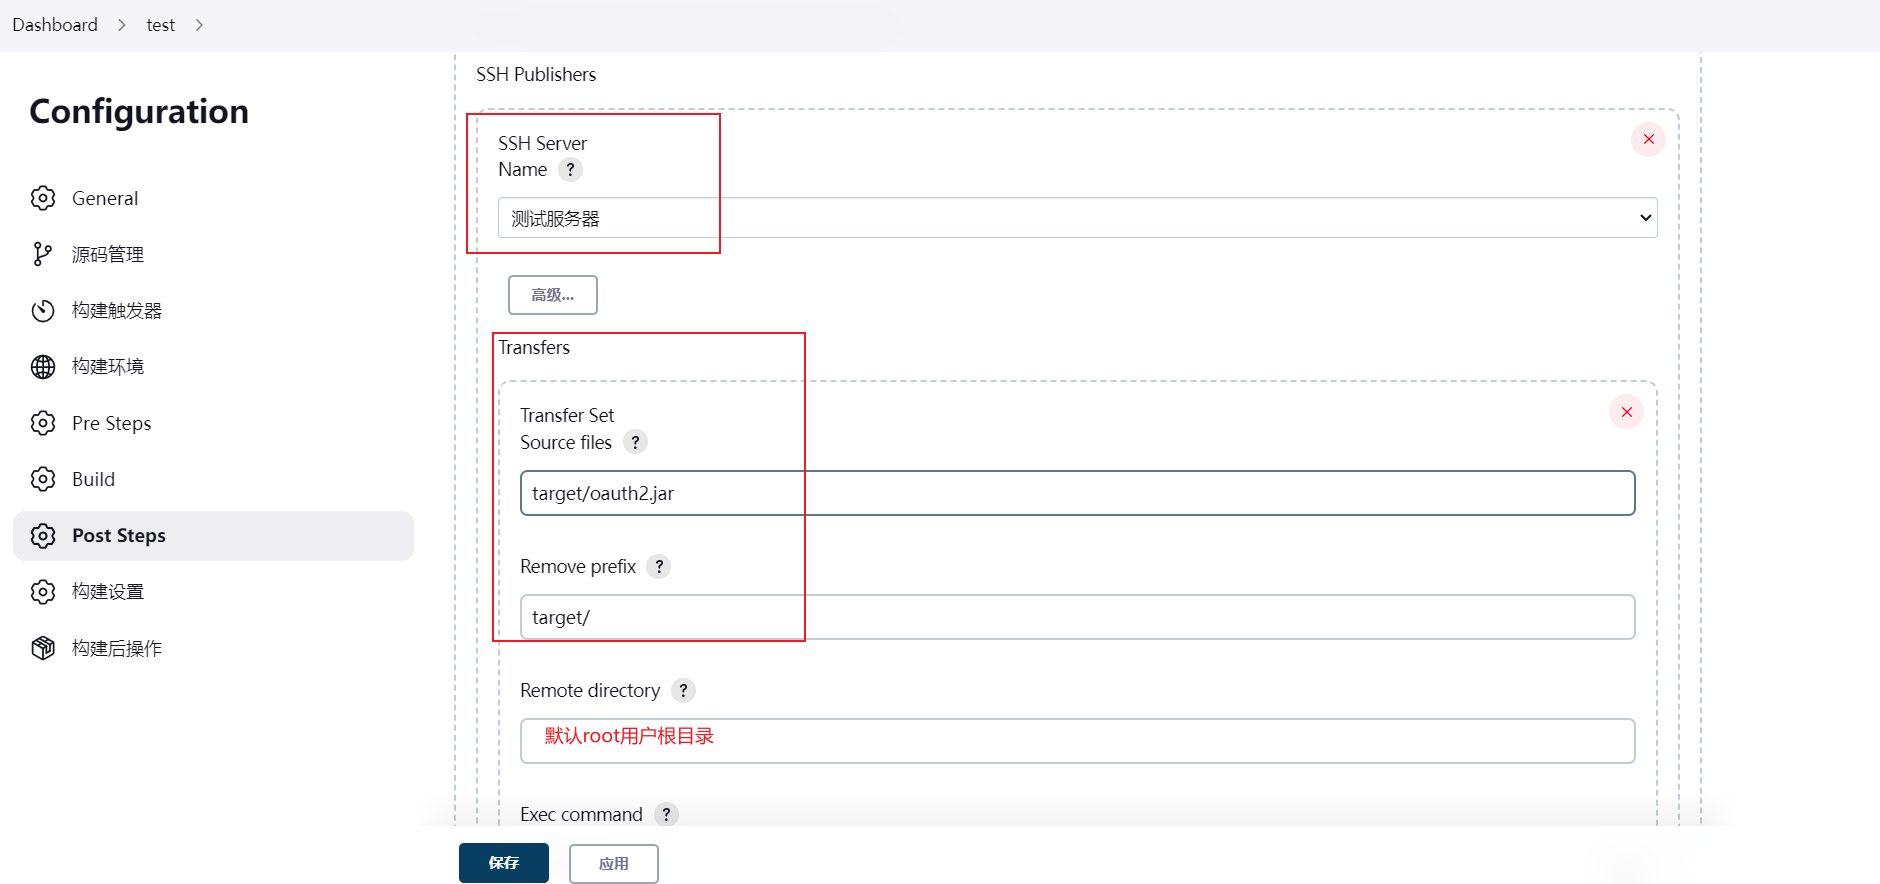 Dashboard
test
Configuration
General
源码管理
构建触发器
构建环境
Pre Steps
Build
Post Steps
构建设置
构建后操作
SSH Publishers
SSH Server
Name ?
测试服务器
高级...
Transfers
Transfer Set
Source files ?
target/oauth2.jar
Remove prefix ?
target/
Remote directory ?
默认root用户根目录
Exec command ?
保存
应用